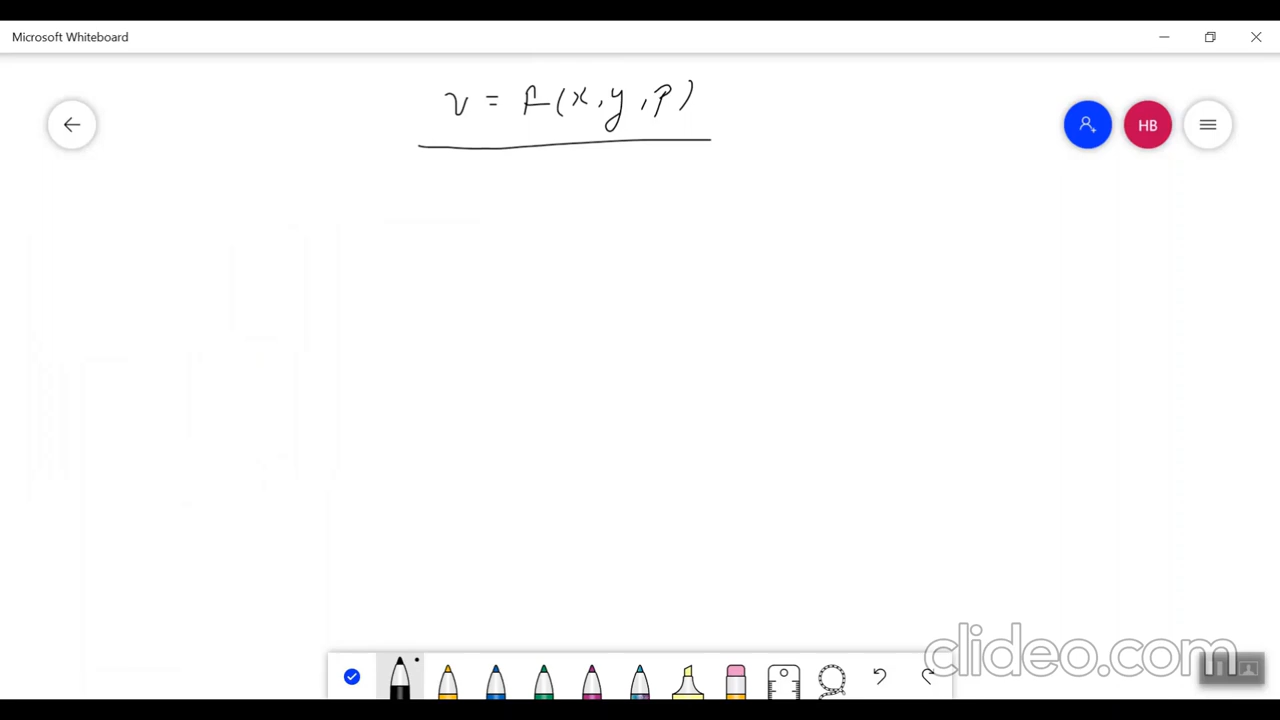 Microsoft Whiteboard
v = f(x, y, p)
HB
clideo.com